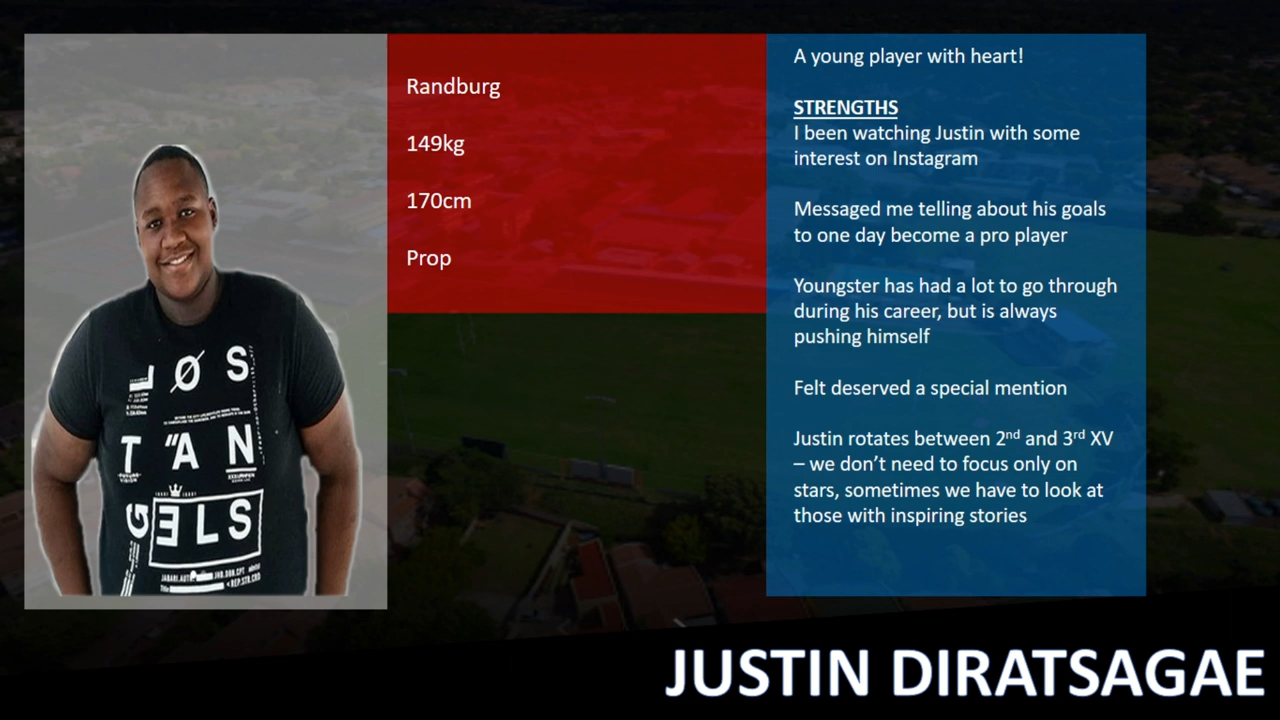 Randburg
149kg
170cm
Prop
A young player with heart!
STRENGTHS
I been watching Justin with some
interest on Instagram
Messaged me telling about his goals
to one day become a pro player
Youngster has had a lot to go through
during his career, but is always
pushing himself
Felt deserved a special mention
Justin rotates between 2nd and 3rd XV
– we don’t need to focus only on
stars, sometimes we have to look at
those with inspiring stories
L Ø S
T "A N
G E L S
JUSTIN DIRATSAGAE